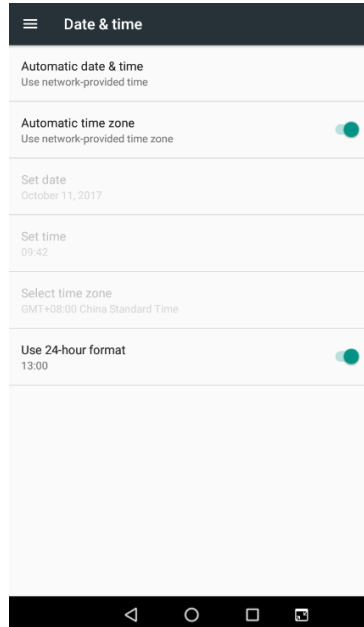 Date & time
Automatic date & time
Use network-provided time
Automatic time zone
Use network-provided time zone
Set date
October 11, 2017
Set time
09:42
Select time zone
GMT+08:00 China Standard Time
Use 24-hour format
13:00